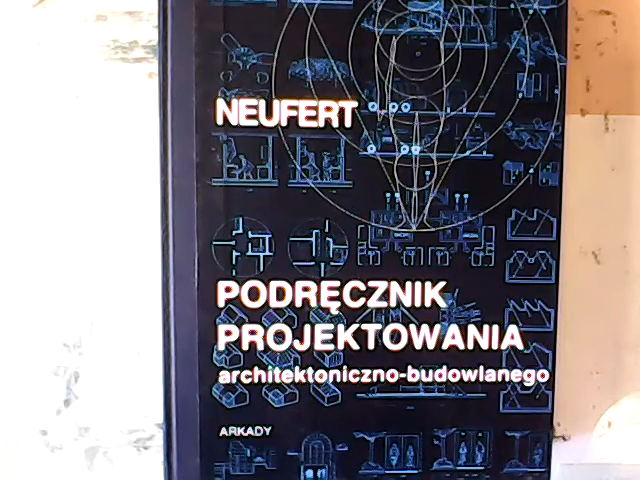 NEUFERT
PODRĘCZNIK
PROJEKTOWANIA
architektoniczno-budowlanego
ARKADY